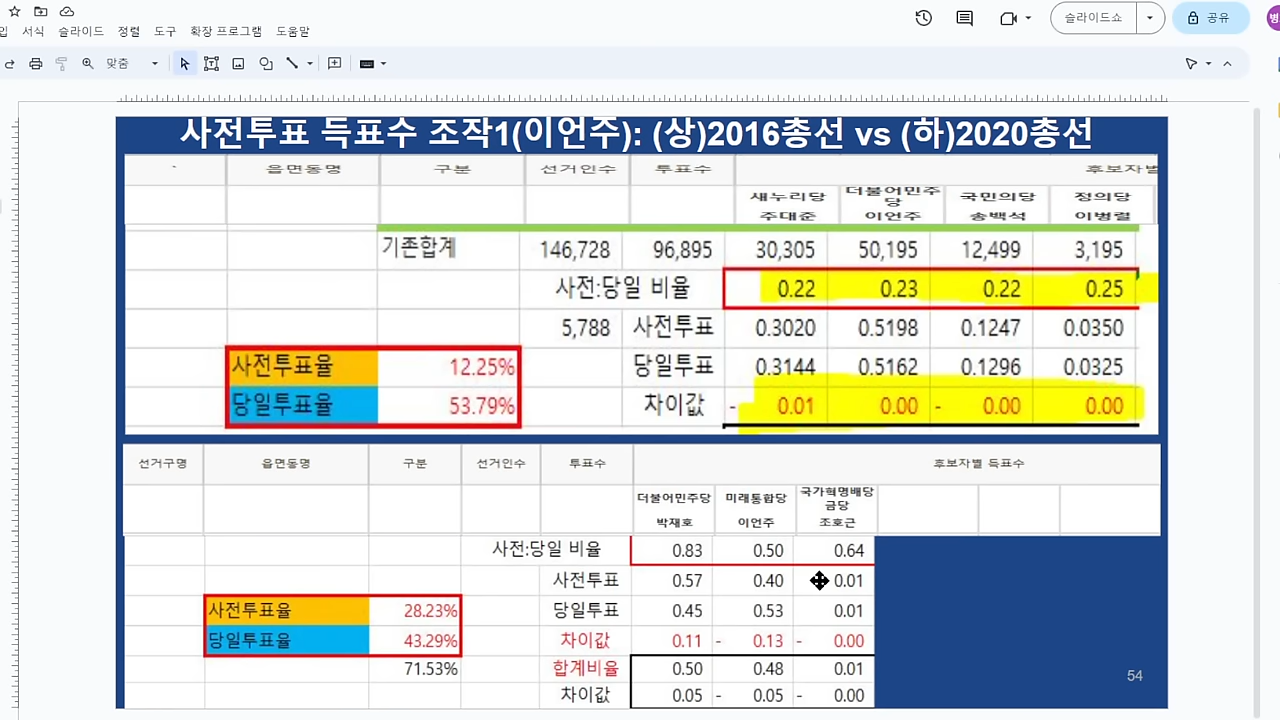 입 서식 슬라이드 정렬 도구 확장 프로그램 도움말
슬라이드쇼
공유
맞춤
사전투표 득표수 조작1(이언주): (상)2016총선 vs (하)2020총선
` 읍면동명 구분 선거인수 투표수 후보자별
새누리당 더불어민주당 국민의당 정의당
주대준 이언주 송백석 이병렬
기존합계 146,728 96,895 30,305 50,195 12,499 3,195
사전:당일 비율 0.22 0.23 0.22 0.25
5,788 사전투표 0.3020 0.5198 0.1247 0.0350
사전투표율 12.25% 당일투표 0.3144 0.5162 0.1296 0.0325
당일투표율 53.79% 차이값 - 0.01 0.00 - 0.00 0.00
선거구명 읍면동명 구분 선거인수 투표수 후보자별 득표수
더불어민주당 미래통합당 국가혁명배당금당
박재호 이언주 조호근
사전:당일 비율 0.83 0.50 0.64
사전투표 0.57 0.40 0.01
사전투표율 28.23% 당일투표 0.45 0.53 0.01
당일투표율 43.29% 차이값 0.11 - 0.13 - 0.00
71.53% 합계비율 0.50 0.48 0.01
차이값 0.05 - 0.05 - 0.00
54